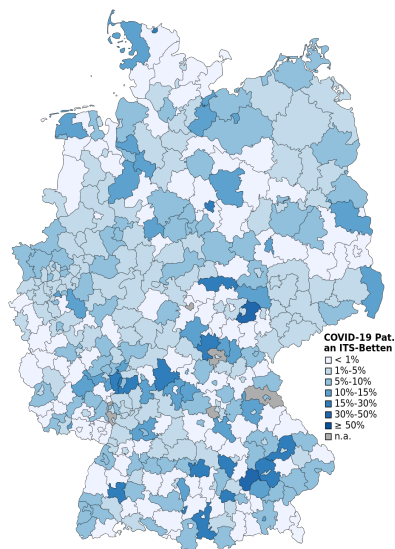 COVID-19 Pat.
an ITS-Betten
< 1%
1%-5%
5%-10%
10%-15%
15%-30%
30%-50%
≥ 50%
n.a.